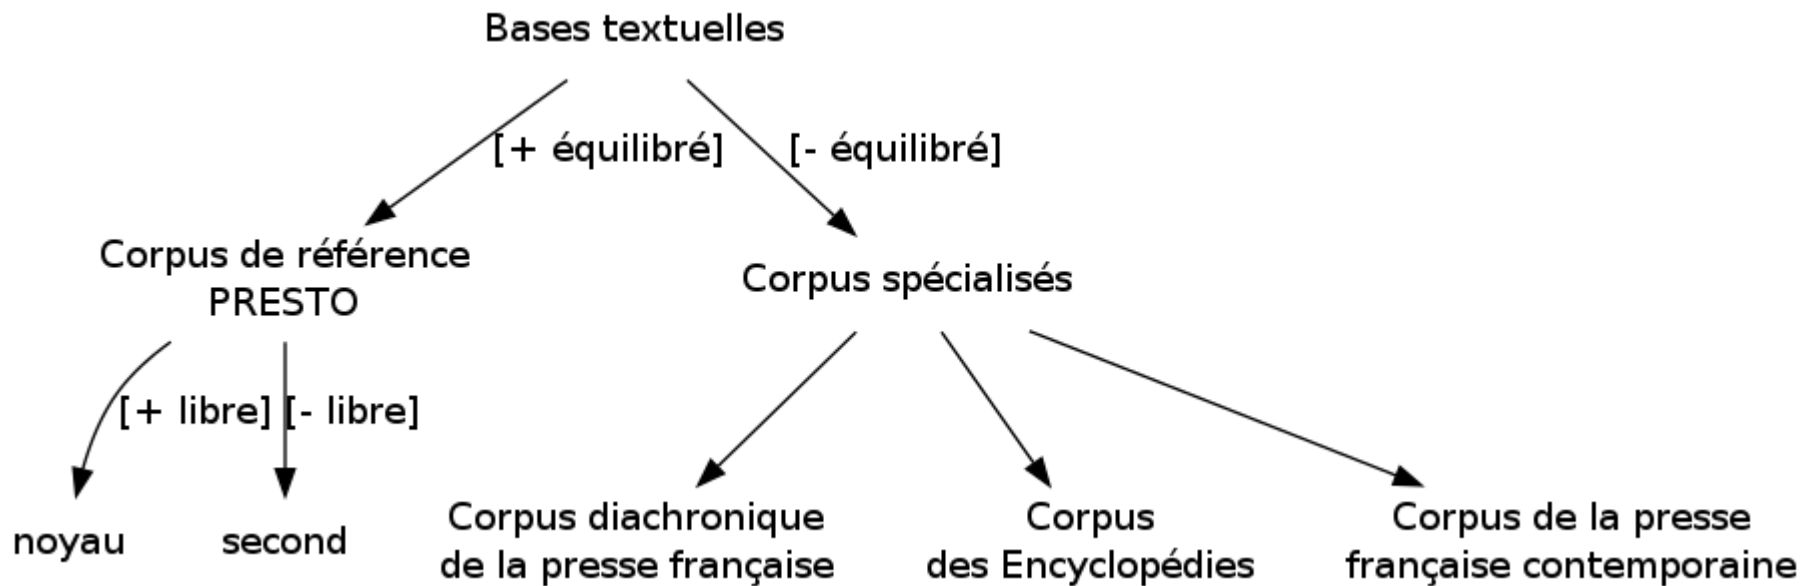 Bases textuelles
[+ équilibré]
[- équilibré]
Corpus de référence
PRESTO
Corpus spécialisés
[+ libre]
[- libre]
noyau
second
Corpus diachronique
de la presse française
Corpus
des Encyclopédies
Corpus de la presse
française contemporaine